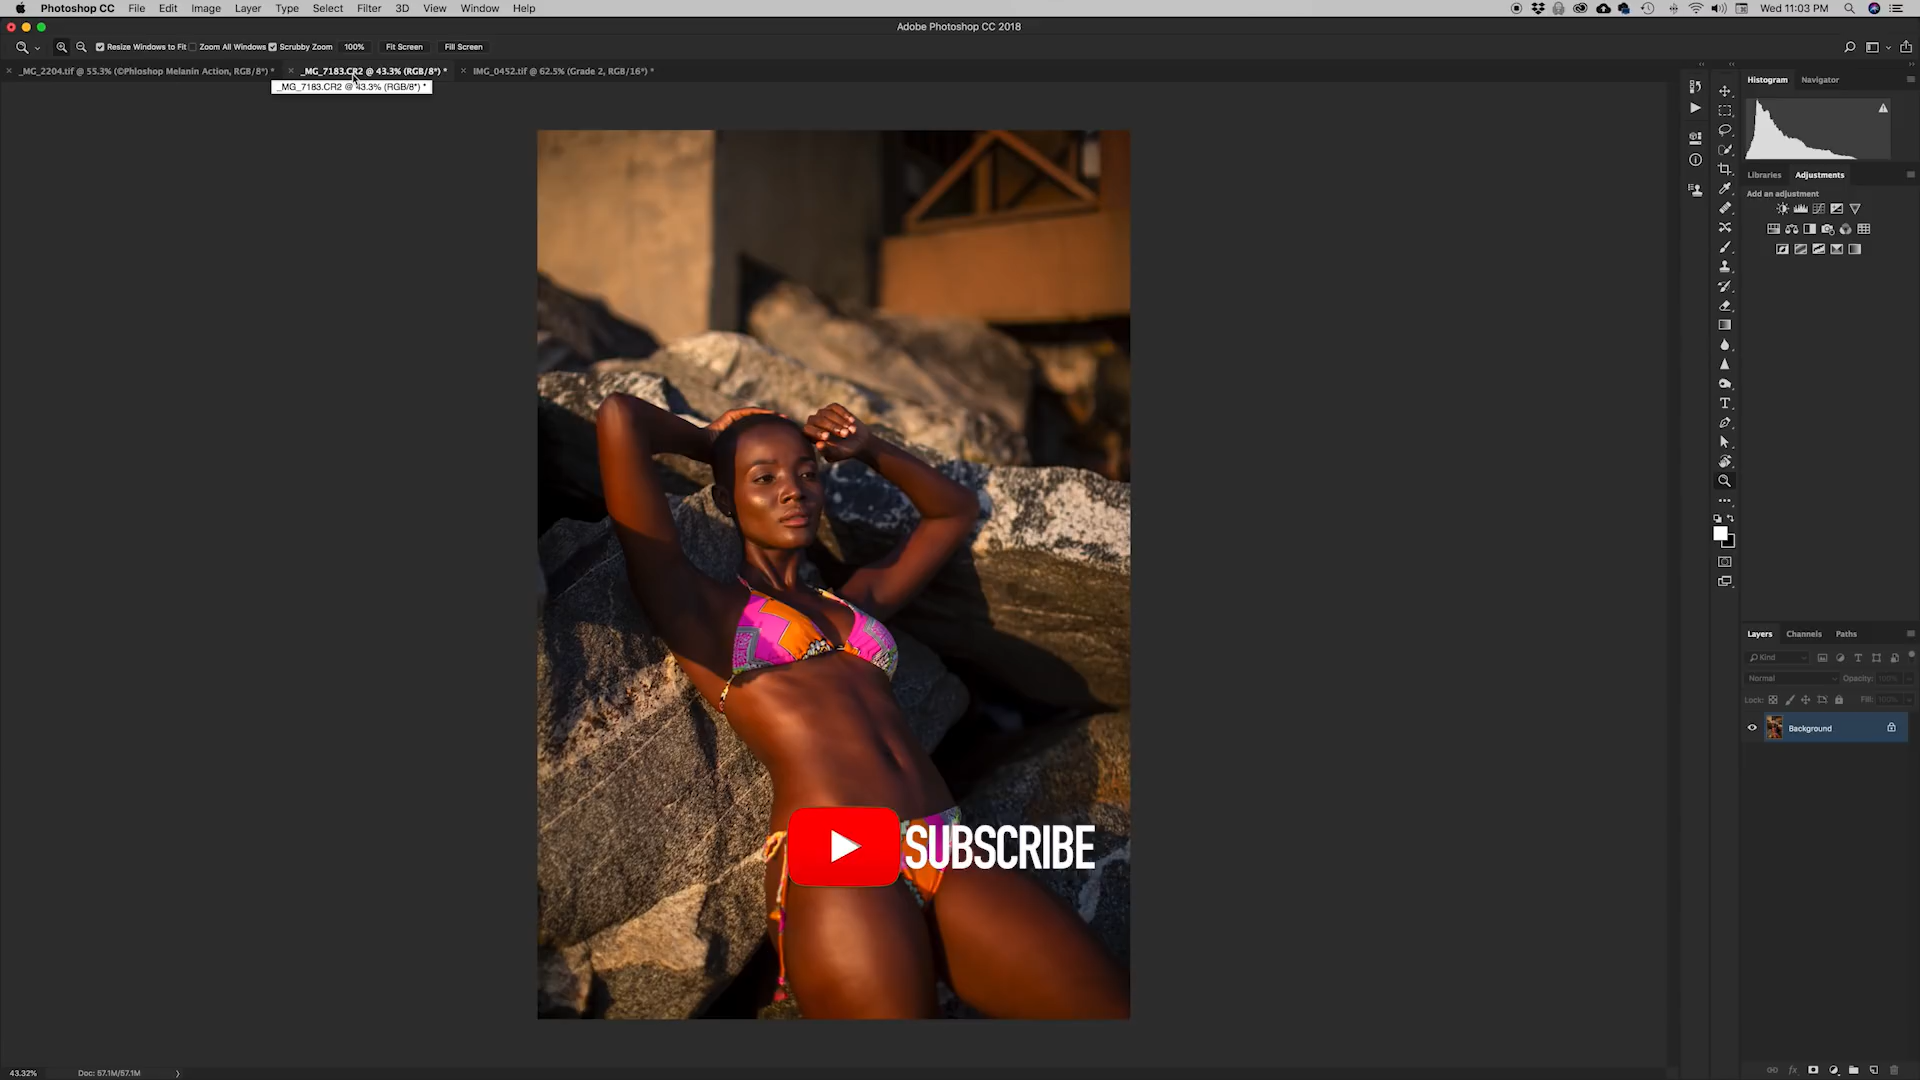 Photoshop CC File Edit Image Layer Type Select Filter 3D View Window Help Wed 11:03 PM
Adobe Photoshop CC 2018
Resize Windows to Fit Zoom All Windows Scrubby Zoom 100% Fit Screen Fill Screen
_MG_2204.tif @ 55.3% (©Phloshop Melanin Action, RGB/8*) * _MG_7183.CR2 @ 43.3% (RGB/8*) * IMG_0452.tif @ 62.5% (Grade 2, RGB/16*) *
_MG_7183.CR2 @ 43.3% (RGB/8*) *
Histogram Navigator
Libraries Adjustments
Add an adjustment
Layers Channels Paths
Kind
Normal Opacity: 100%
Lock: Fill: 100%
Background
SUBSCRIBE
43.32% Doc: 57.1M/57.1M